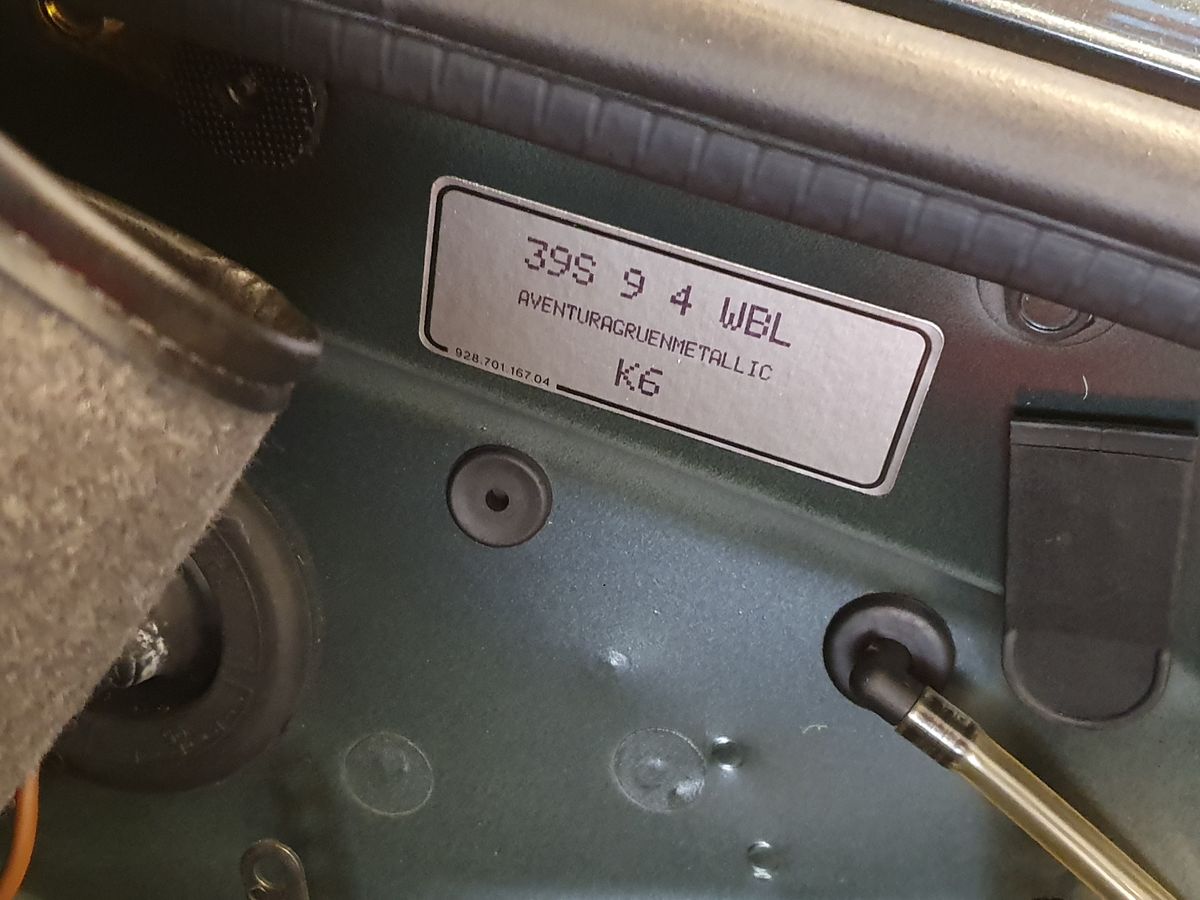 39S 9 4 WBL
AVENTURAGRUENMETALLIC
K6
928.701.167.04